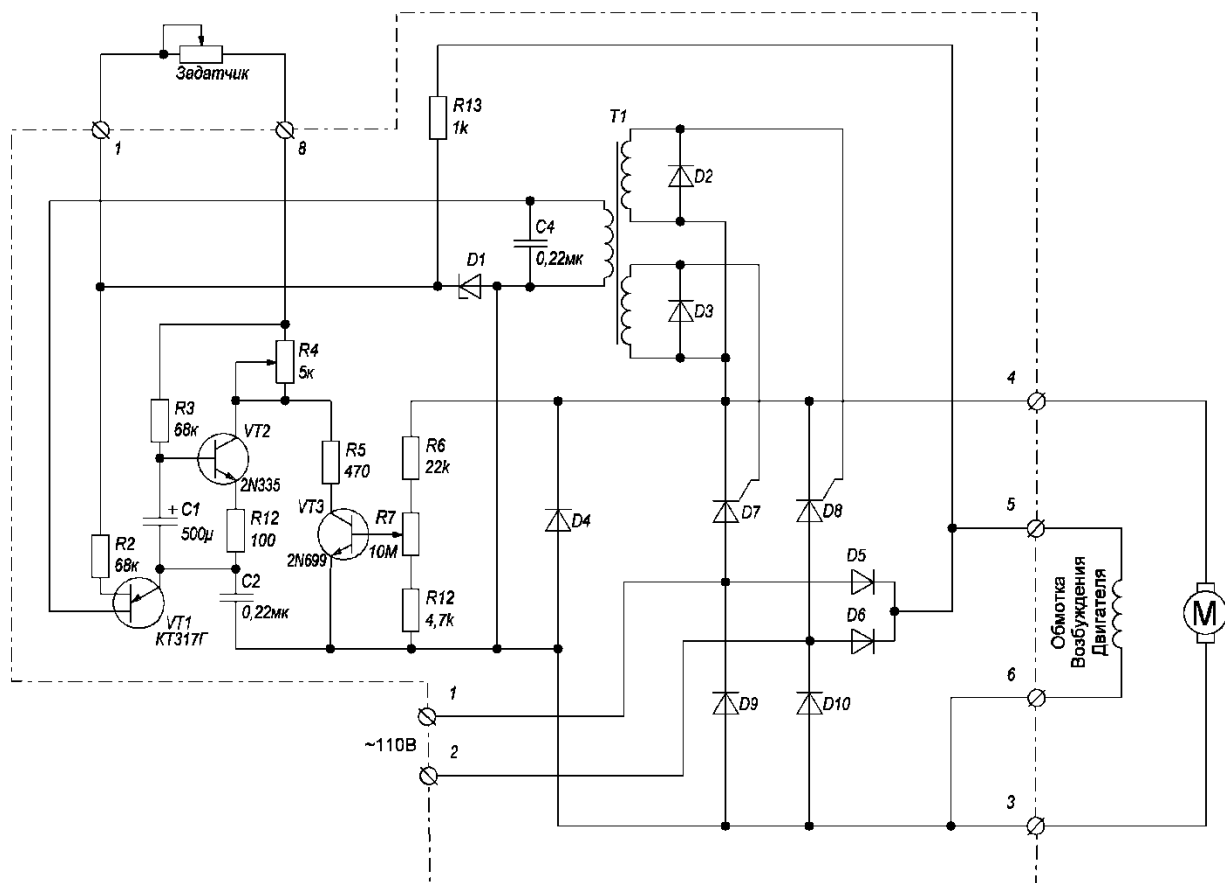 Задатчик
1
8
R13
1k
T1
D2
C4
0,22мк
D1
D3
R4
5к
4
R3
68к
VT2
2N335
R5
470
R6
22k
C1
+
500µ
R12
100
VT3
2N699
R7
10М
D4
D7
D8
5
R2
68к
C2
0,22мк
R12
4,7k
D5
D6
VT1
КТ317Г
Обмотка
Возбуждения
Двигателя
М
1
~110В
2
D9
D10
6
3